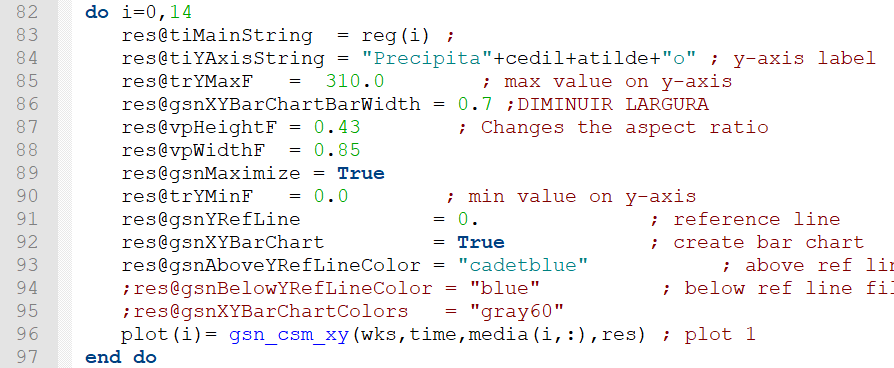 82 do i=0,14
83 res@tiMainString = reg(i) ;
84 res@tiYAxisString = "Precipita"+cedil+atilde+"o" ; y-axis label
85 res@trYMaxF = 310.0 ; max value on y-axis
86 res@gsnXYBarChartBarWidth = 0.7 ;DIMINUIR LARGURA
87 res@vpHeightF = 0.43 ; Changes the aspect ratio
88 res@vpWidthF = 0.85
89 res@gsnMaximize = True
90 res@trYMinF = 0.0 ; min value on y-axis
91 res@gsnYRefLine = 0. ; reference line
92 res@gsnXYBarChart = True ; create bar chart
93 res@gsnAboveYRefLineColor = "cadetblue" ; above ref lin
94 ;res@gsnBelowYRefLineColor = "blue" ; below ref line fil
95 ;res@gsnXYBarChartColors = "gray60"
96 plot(i)= gsn_csm_xy(wks,time,media(i,:),res) ; plot 1
97 end do